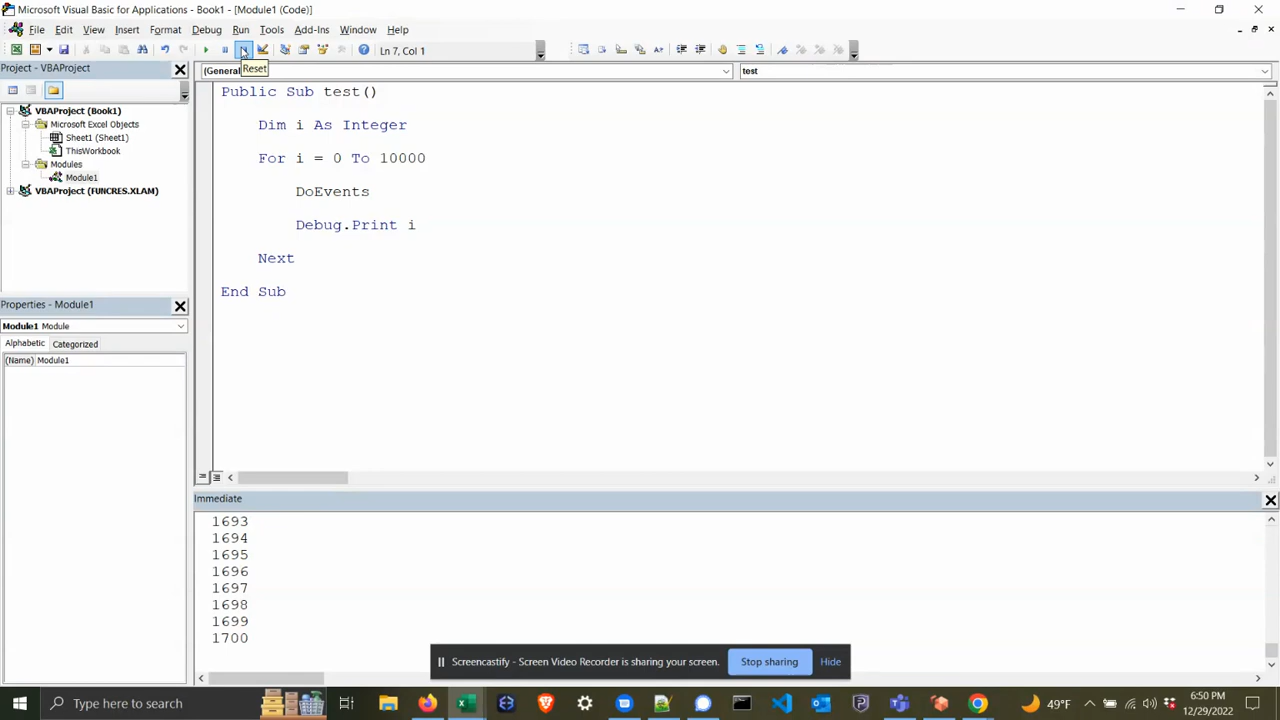 Microsoft Visual Basic for Applications - Book1 - [Module1 (Code)]
File Edit View Insert Format Debug Run Tools Add-Ins Window Help
Ln 7, Col 1
Reset
Project - VBAProject
(General
test
VBAProject (Book1)
Microsoft Excel Objects
Sheet1 (Sheet1)
ThisWorkbook
Modules
Module1
VBAProject (FUNCRES.XLAM)
Public Sub test()
Dim i As Integer
For i = 0 To 10000
DoEvents
Debug.Print i
Next
End Sub
Properties - Module1
Module1 Module
Alphabetic Categorized
(Name) Module1
Immediate
1693
1694
1695
1696
1697
1698
1699
1700
Screencastify - Screen Video Recorder is sharing your screen. Stop sharing Hide
Type here to search
49°F
6:50 PM
12/29/2022